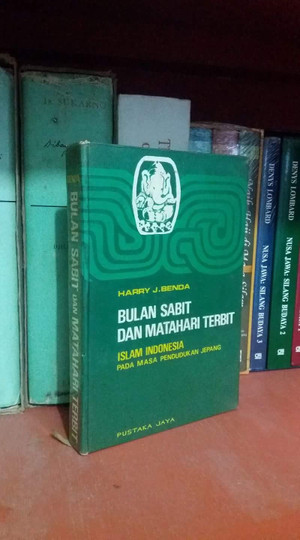 HARRY J. BENDA
BULAN SABIT
DAN MATAHARI TERBIT
ISLAM INDONESIA
PADA MASA PENDUDUKAN JEPANG
PUSTAKA JAYA
BULAN SABIT DAN MATAHARI TERBIT
SUKARNO
DENYS LOMBARD
NUSA JAWA: SILANG BUDAYA 3
DENYS LOMBARD
NUSA JAWA: SILANG BUDAYA 2